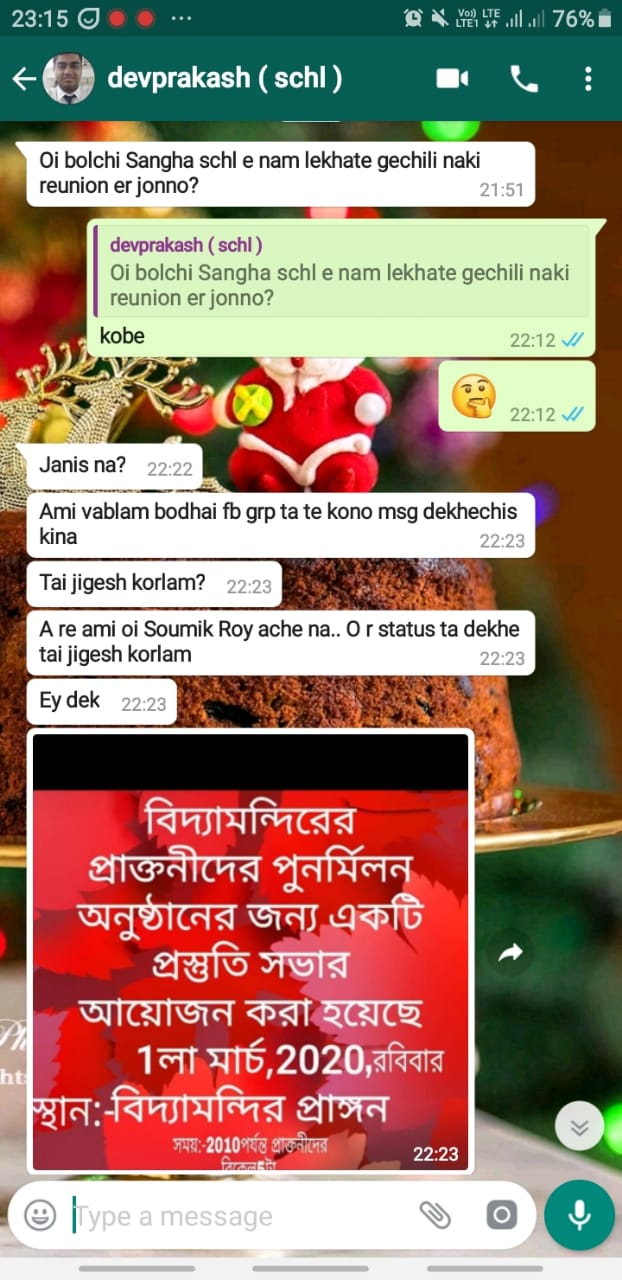 23:15
Vo)) LTE
LTE1
76%
devprakash ( schl )
Oi bolchi Sangha schl e nam lekhate gechili naki
reunion er jonno?
21:51
devprakash ( schl )
Oi bolchi Sangha schl e nam lekhate gechili naki
reunion er jonno?
kobe
22:12
🤔
22:12
Janis na?
22:22
Ami vablam bodhai fb grp ta te kono msg dekhechis
kina
22:23
Tai jigesh korlam?
22:23
A re ami oi Soumik Roy ache na.. O r status ta dekhe
tai jigesh korlam
22:23
Ey dek
22:23
বিদ্যামন্দিরের
প্রাক্তনীদের পুনর্মিলন
অনুষ্ঠানের জন্য একটি
প্রস্তুতি সভার
আয়োজন করা হয়েছে
1লা মার্চ,2020,রবিবার
স্থান:-বিদ্যামন্দির প্রাঙ্গন
সময়:-2010পর্যন্ত প্রাক্তনীদের
বিকেল5টা
22:23
Type a message